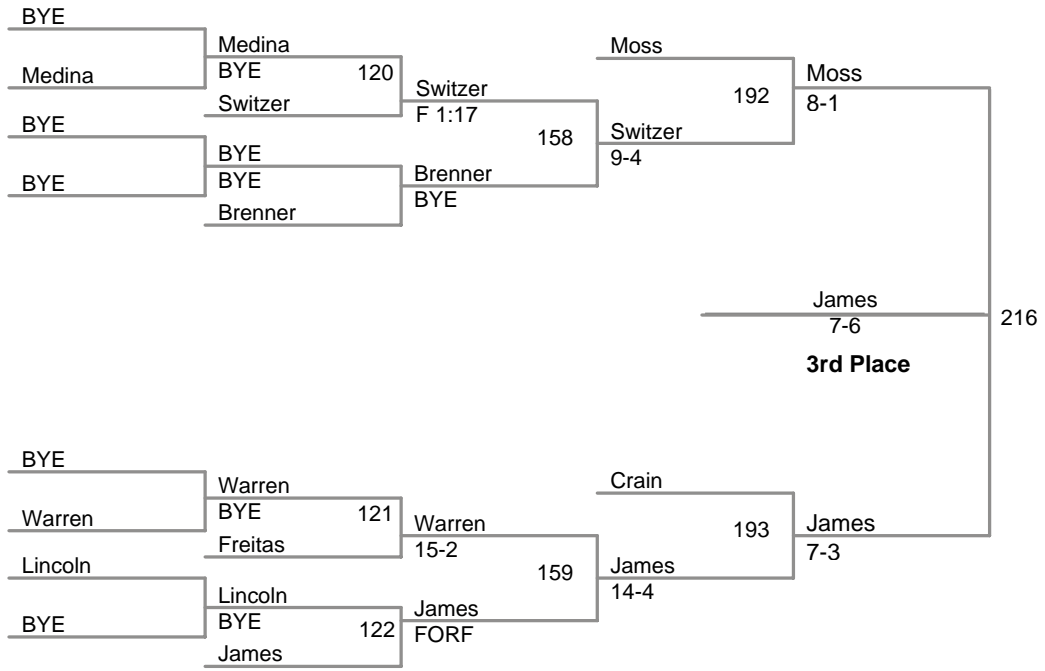 BYE
Medina
Moss
Medina
BYE
120
Moss
Switzer
192
8-1
Switzer
F 1:17
BYE
158
Switzer
BYE
9-4
BYE
BYE
Brenner
BYE
Brenner
James
7-6
216
3rd Place
BYE
Crain
Warren
BYE
121
Warren
Warren
193
James
Freitas
15-2
7-3
Lincoln
159
James
Lincoln
14-4
BYE
BYE
122
James
FORF
James